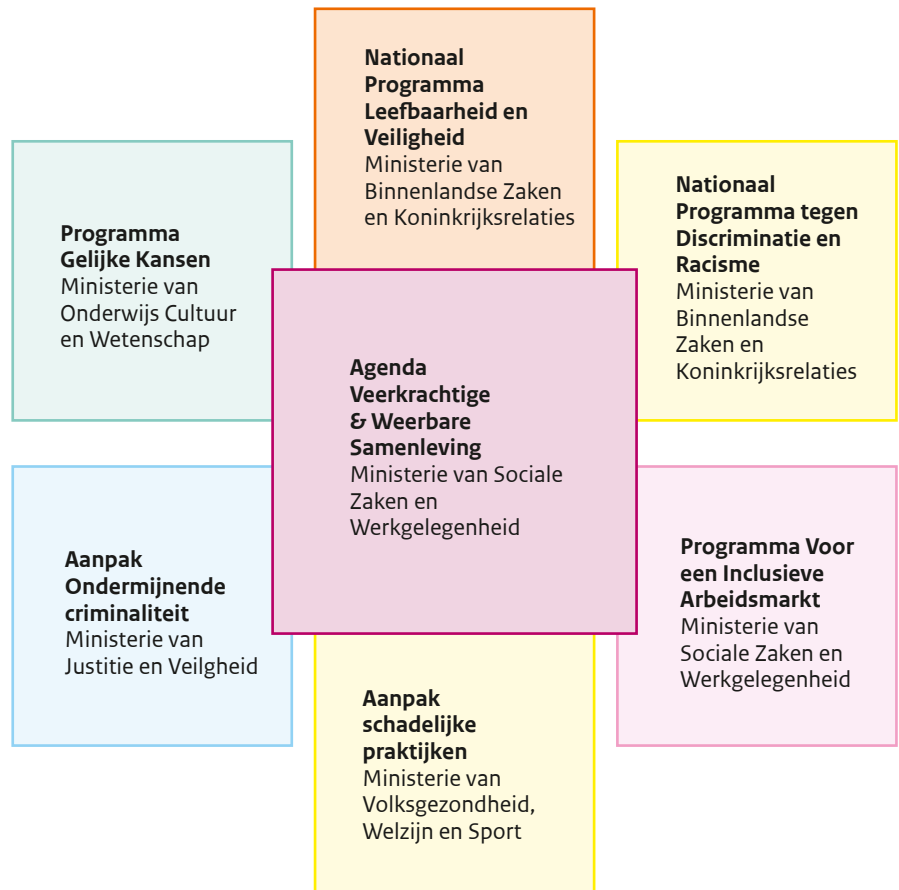 Nationaal
Programma
Leefbaarheid en
Veiligheid
Ministerie van
Binnenlandse Zaken
en Koninkrijksrelaties
Programma
Gelijke Kansen
Ministerie van
Onderwijs Cultuur
en Wetenschap
Nationaal
Programma tegen
Discriminatie en
Racisme
Ministerie van
Binnenlandse
Zaken en
Koninkrijksrelaties
Agenda
Veerkrachtige
& Weerbare
Samenleving
Ministerie van Sociale
Zaken en
Werkgelegenheid
Aanpak
Ondermijnende
criminaliteit
Ministerie van
Justitie en Veilgheid
Programma Voor
een Inclusieve
Arbeidsmarkt
Ministerie van
Sociale Zaken en
Werkgelegenheid
Aanpak
schadelijke
praktijken
Ministerie van
Volksgezondheid,
Welzijn en Sport